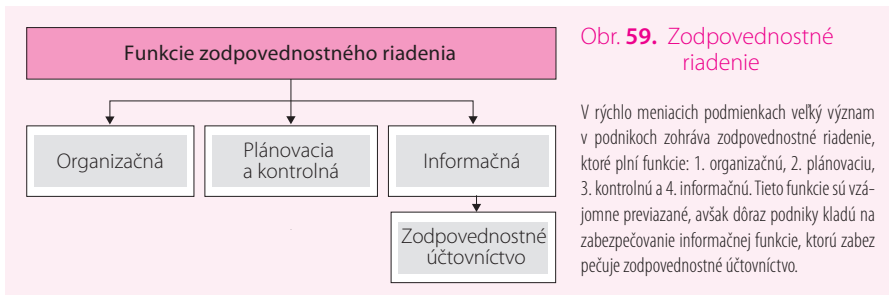 Funkcie zodpovednostného riadenia
Organizačná
Plánovacia
a kontrolná
Informačná
Zodpovednostné
účtovníctvo
Obr. 59. Zodpovednostné
riadenie
V rýchlo meniacich podmienkach veľký význam
v podnikoch zohráva zodpovednostné riadenie,
ktoré plní funkcie: 1. organizačnú, 2. plánovaciu,
3. kontrolnú a 4. informačnú. Tieto funkcie sú vzá-
jomne previazané, avšak dôraz podniky kladú na
zabezpečovanie informačnej funkcie, ktorú zabez
pečuje zodpovednostné účtovníctvo.